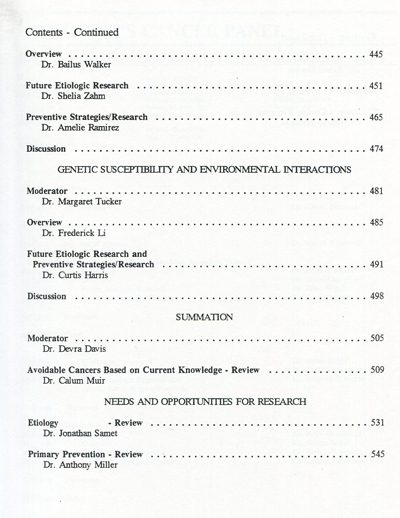 Contents - Continued
Overview . . . . . . . . . . . . . . . . . . . . . . . . . . . . . . . . . . . . . . . . 445
Dr. Bailus Walker
Future Etiologic Research . . . . . . . . . . . . . . . . . . . . . . . . . . . . . . . 451
Dr. Shelia Zahm
Preventive Strategies/Research . . . . . . . . . . . . . . . . . . . . . . . . . . . . 465
Dr. Amelie Ramirez
Discussion . . . . . . . . . . . . . . . . . . . . . . . . . . . . . . . . . . . . . . . 474
GENETIC SUSCEPTIBILITY AND ENVIRONMENTAL INTERACTIONS
Moderator . . . . . . . . . . . . . . . . . . . . . . . . . . . . . . . . . . . . . . . 481
Dr. Margaret Tucker
Overview . . . . . . . . . . . . . . . . . . . . . . . . . . . . . . . . . . . . . . . . 485
Dr. Frederick Li
Future Etiologic Research and
Preventive Strategies/Research . . . . . . . . . . . . . . . . . . . . . . . . . . . . 491
Dr. Curtis Harris
Discussion . . . . . . . . . . . . . . . . . . . . . . . . . . . . . . . . . . . . . . . 498
SUMMATION
Moderator . . . . . . . . . . . . . . . . . . . . . . . . . . . . . . . . . . . . . . . 505
Dr. Devra Davis
Avoidable Cancers Based on Current Knowledge - Review . . . . . . . . . . . . . . 509
Dr. Calum Muir
NEEDS AND OPPORTUNITIES FOR RESEARCH
Etiology - Review . . . . . . . . . . . . . . . . . . . . . . . . . . . . . . 531
Dr. Jonathan Samet
Primary Prevention - Review . . . . . . . . . . . . . . . . . . . . . . . . . . . . . 545
Dr. Anthony Miller